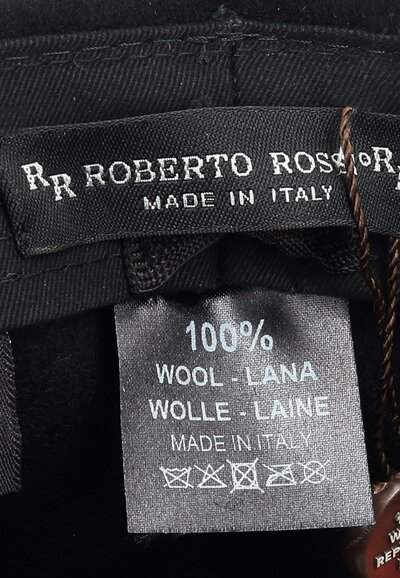 RR ROBERTO ROSSI
MADE IN ITALY
100%
WOOL - LANA
WOLLE - LAINE
MADE IN ITALY